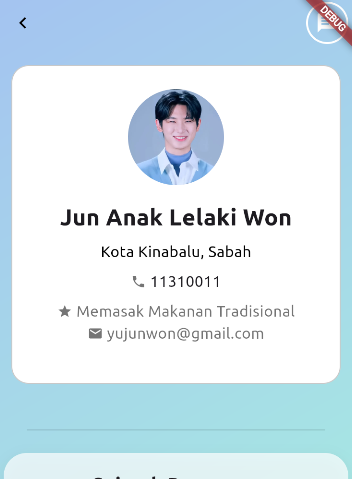 DEBUG
Jun Anak Lelaki Won
Kota Kinabalu, Sabah
11310011
Memasak Makanan Tradisional
yujunwon@gmail.com